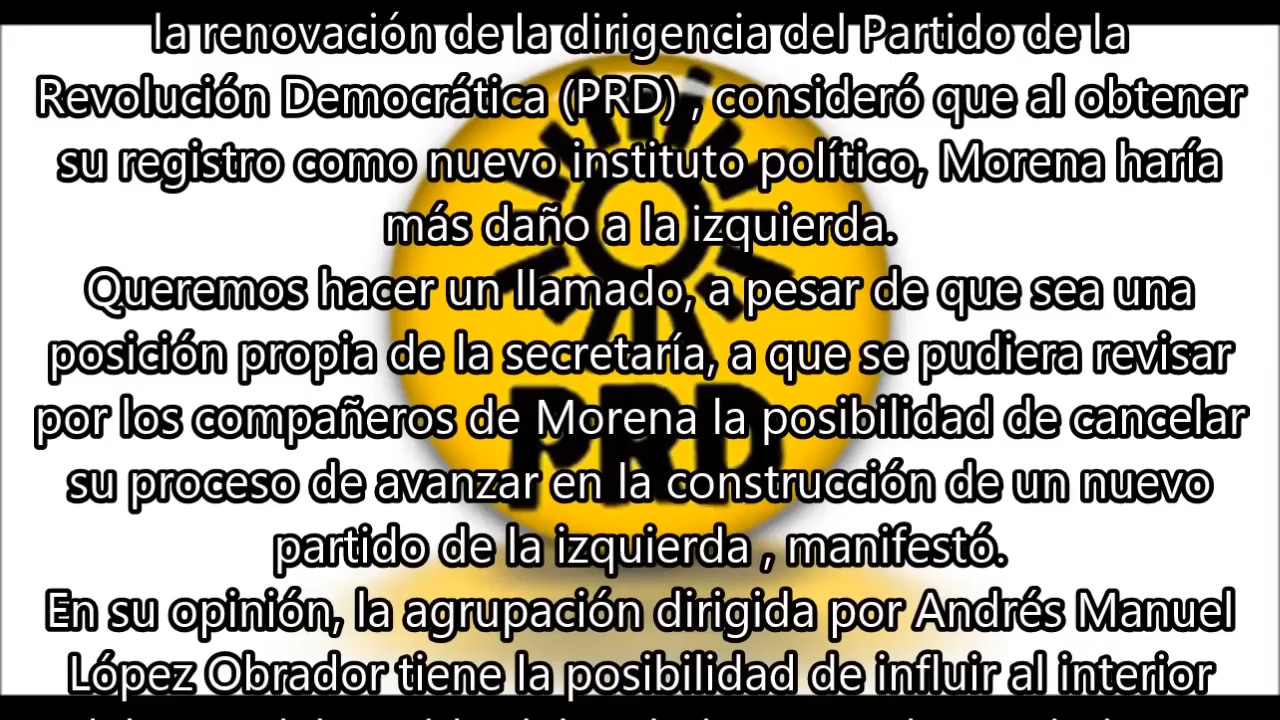 la renovación de la dirigencia del Partido de la
Revolución Democrática (PRD) , consideró que al obtener
su registro como nuevo instituto político, Morena haría
más daño a la izquierda.
Queremos hacer un llamado, a pesar de que sea una
posición propia de la secretaría, a que se pudiera revisar
por los compañeros de Morena la posibilidad de cancelar
su proceso de avanzar en la construcción de un nuevo
partido de la izquierda , manifestó.
En su opinión, la agrupación dirigida por Andrés Manuel
López Obrador tiene la posibilidad de influir al interior
PRD